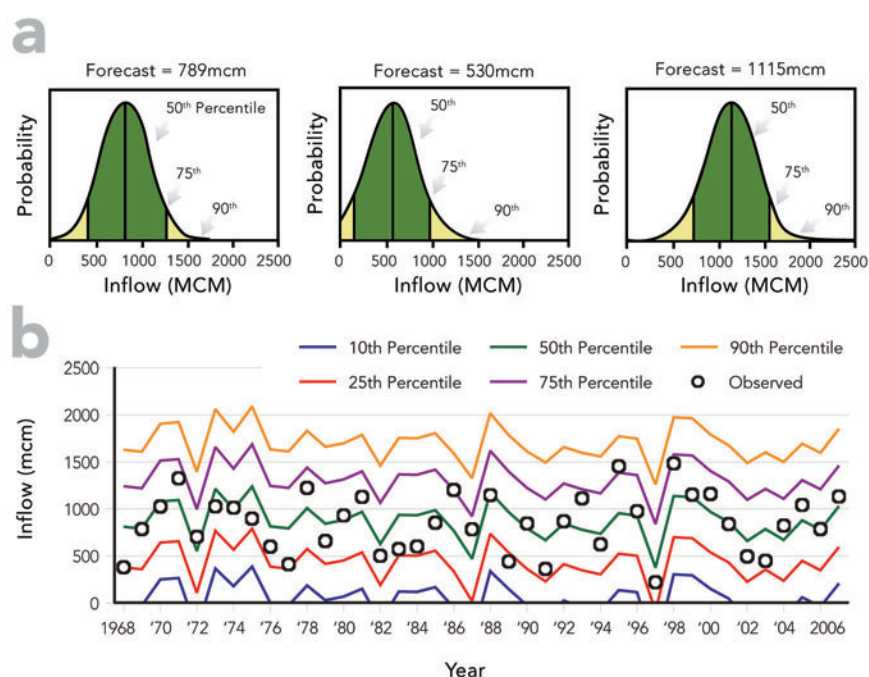 a
Forecast = 789mcm
Forecast = 530mcm
Forecast = 1115mcm
Probability
50th Percentile
75th
90th
0 500 1000 1500 2000 2500
Inflow (MCM)
Probability
50th
75th
90th
0 500 1000 1500 2000 2500
Inflow (MCM)
Probability
50th
75th
90th
0 500 1000 1500 2000 2500
Inflow (MCM)
b
10th Percentile 50th Percentile 90th Percentile
25th Percentile 75th Percentile Observed
Inflow (mcm)
2500
2000
1500
1000
500
0
1968 '70 '72 '74 '76 '78 '80 '82 '84 '86 '88 '90 '92 '94 '96 '98 '00 '02 '04 2006
Year